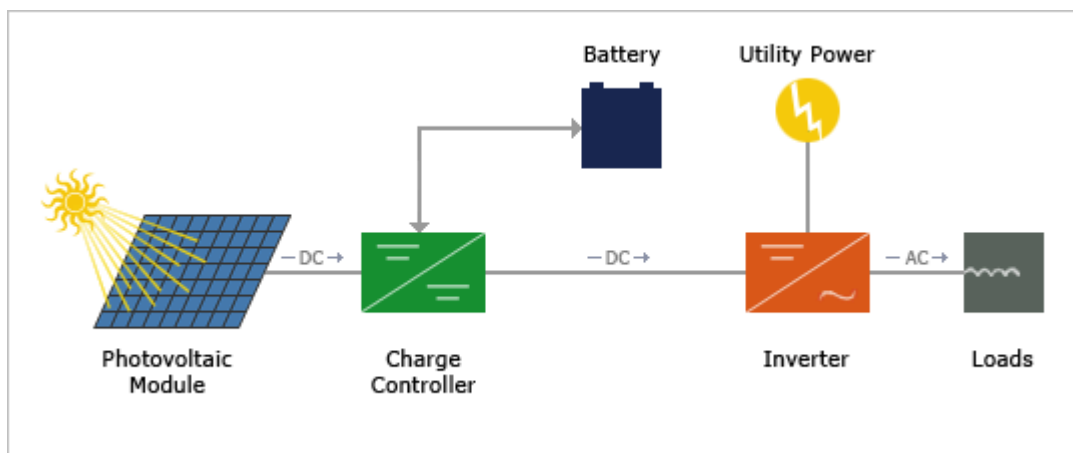 Battery
Utility Power
DC
DC
AC
Photovoltaic
Module
Charge
Controller
Inverter
Loads